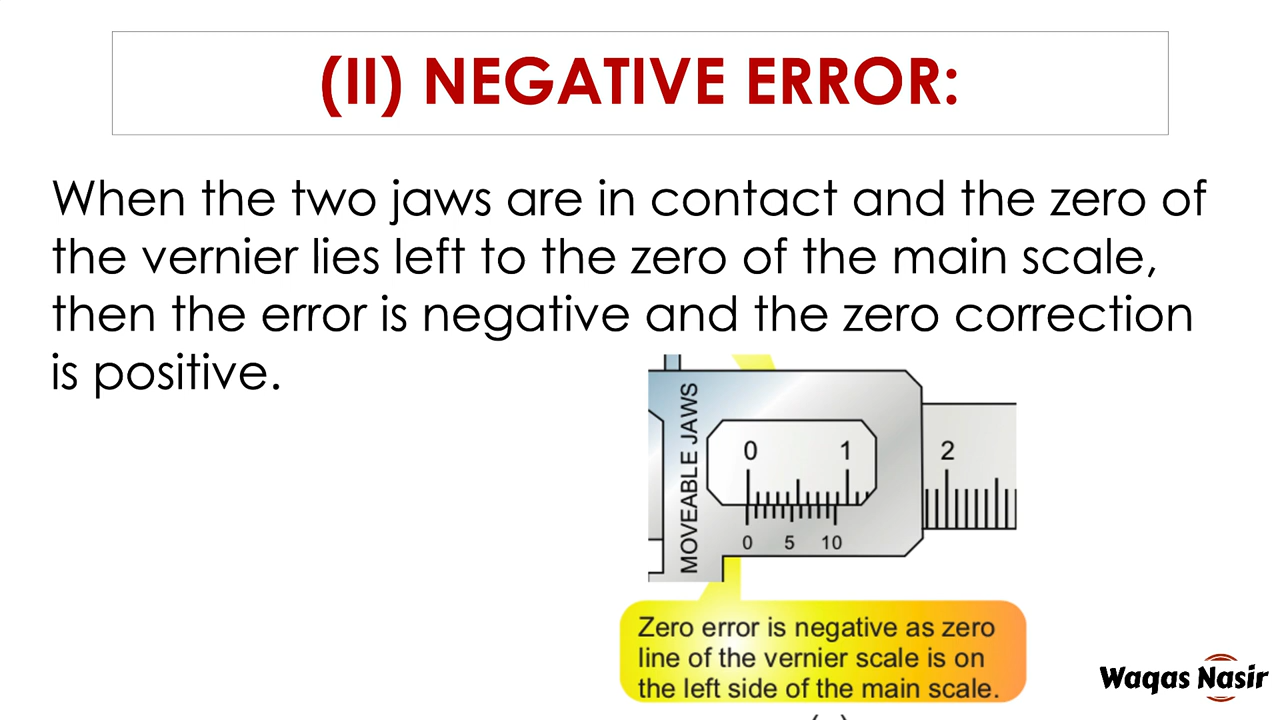 (II) NEGATIVE ERROR:
When the two jaws are in contact and the zero of
the vernier lies left to the zero of the main scale,
then the error is negative and the zero correction
is positive.
MOVEABLE JAWS
0 1 2
0 5 10
Zero error is negative as zero
line of the vernier scale is on
the left side of the main scale.
Waqas Nasir